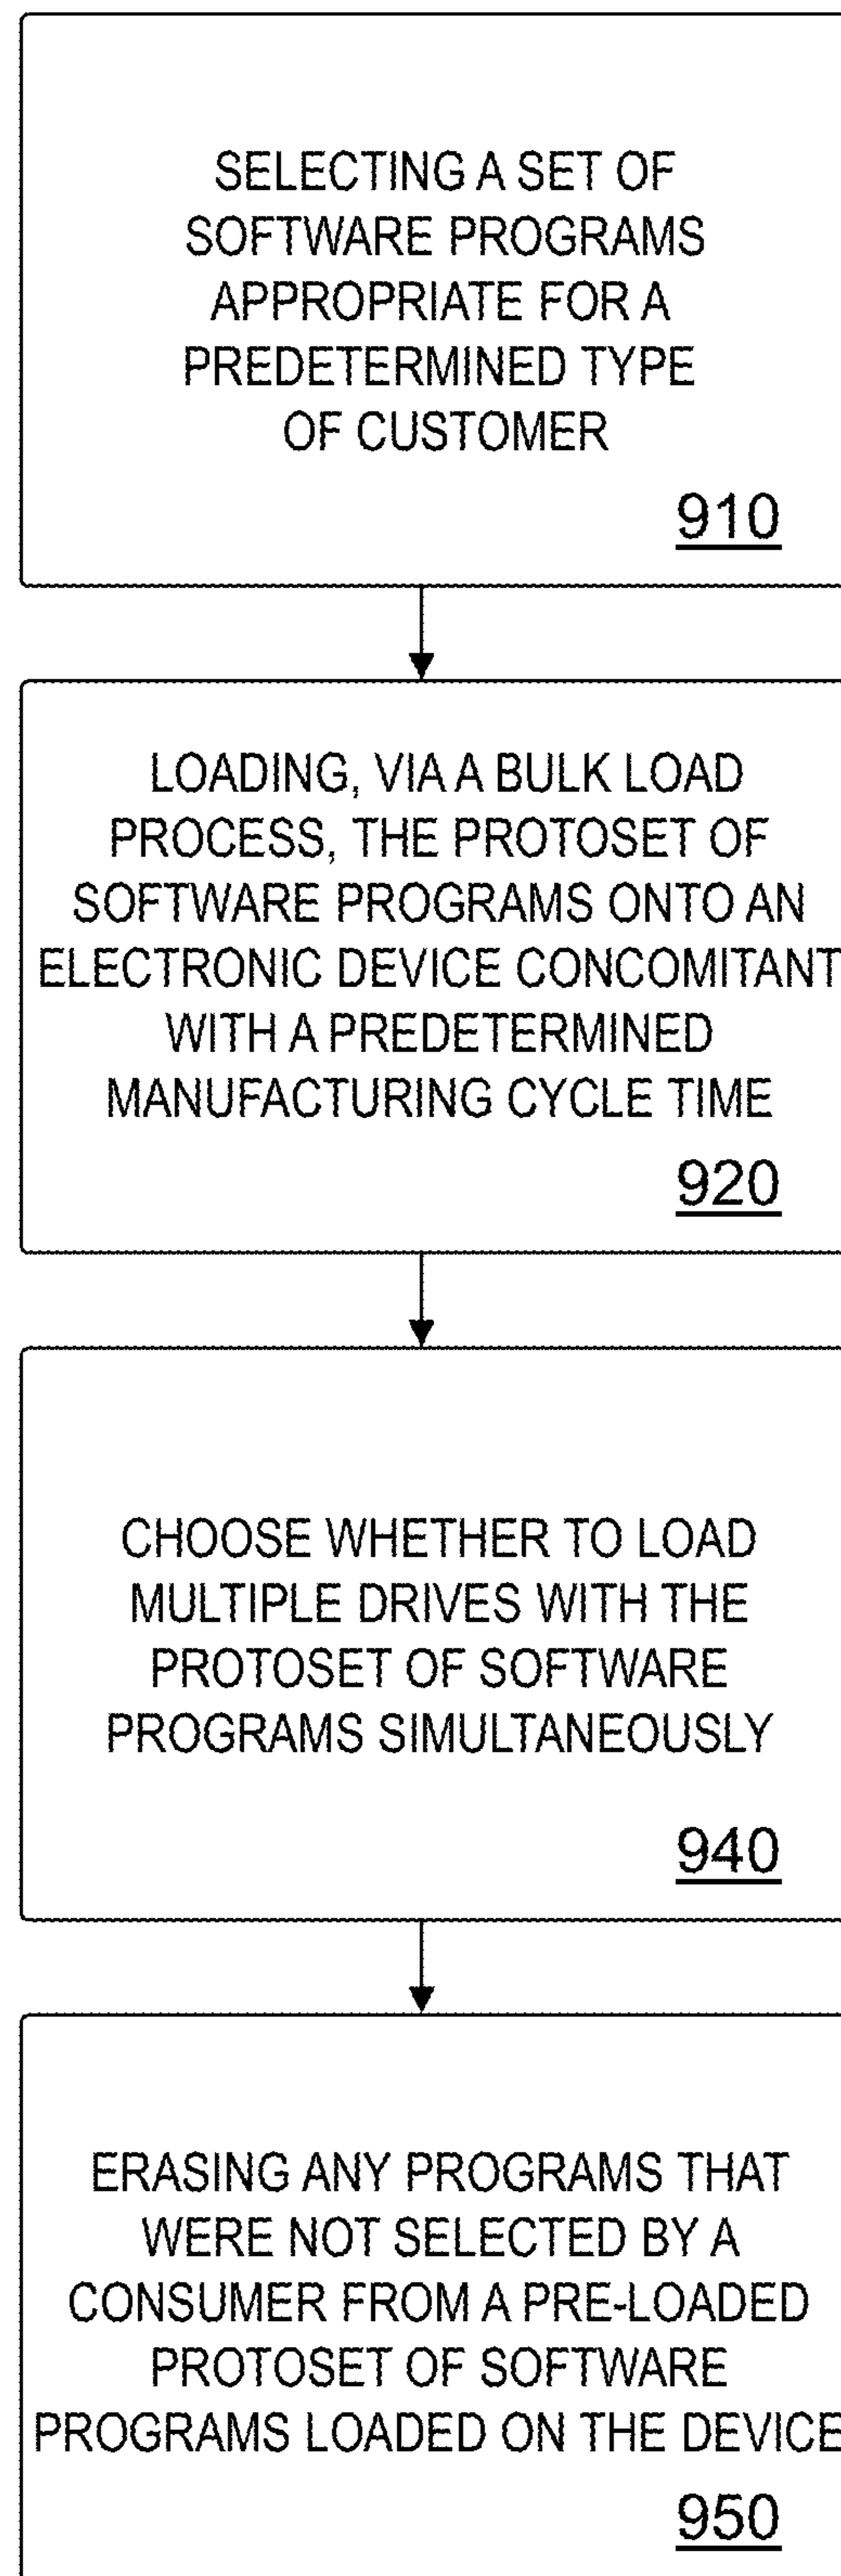 SELECTING A SET OF
SOFTWARE PROGRAMS
APPROPRIATE FOR A
PREDETERMINED TYPE
OF CUSTOMER
910
LOADING, VIA A BULK LOAD
PROCESS, THE PROTOSET OF
SOFTWARE PROGRAMS ONTO AN
ELECTRONIC DEVICE CONCOMITANT
WITH A PREDETERMINED
MANUFACTURING CYCLE TIME
920
CHOOSE WHETHER TO LOAD
MULTIPLE DRIVES WITH THE
PROTOSET OF SOFTWARE
PROGRAMS SIMULTANEOUSLY
940
ERASING ANY PROGRAMS THAT
WERE NOT SELECTED BY A
CONSUMER FROM A PRE-LOADED
PROTOSET OF SOFTWARE
PROGRAMS LOADED ON THE DEVICE
950